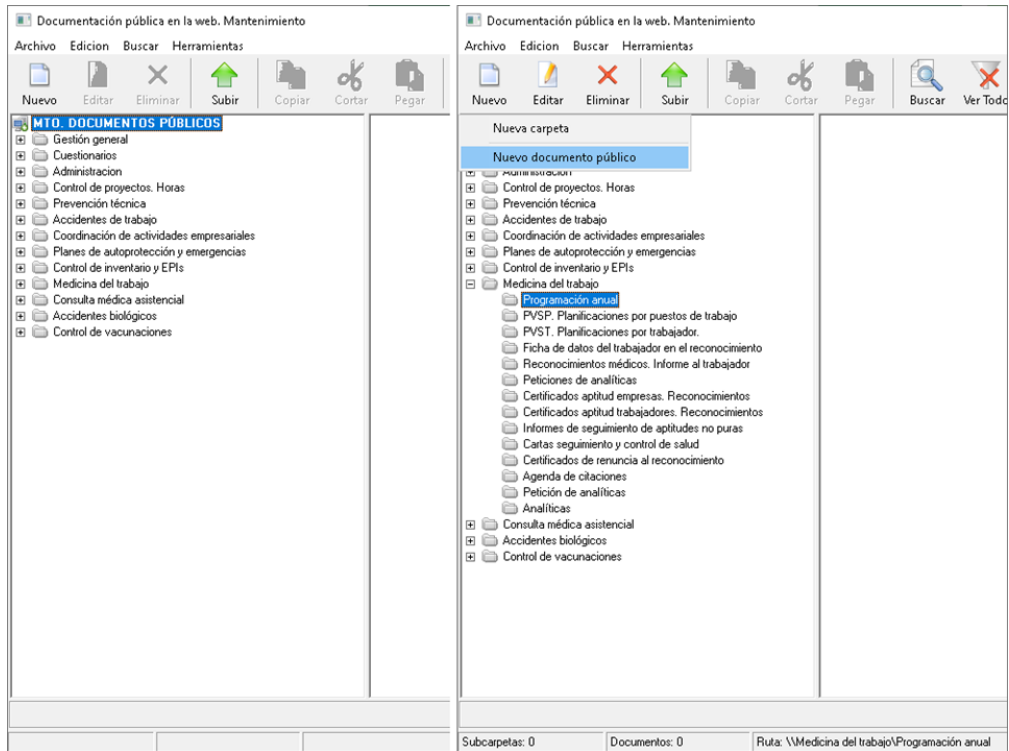 Documentación pública en la web. Mantenimiento
Archivo Edicion Buscar Herramientas
Nuevo Editar Eliminar Subir Copiar Cortar Pegar
MTO. DOCUMENTOS PÚBLICOS
Gestión general
Cuestionarios
Administracion
Control de proyectos. Horas
Prevención técnica
Accidentes de trabajo
Coordinación de actividades empresariales
Planes de autoprotección y emergencias
Control de inventario y EPIs
Medicina del trabajo
Consulta médica asistencial
Accidentes biológicos
Control de vacunaciones
Documentación pública en la web. Mantenimiento
Archivo Edicion Buscar Herramientas
Nuevo Editar Eliminar Subir Copiar Cortar Pegar Buscar Ver Todo
Nueva carpeta
Nuevo documento público
Administracion
Control de proyectos. Horas
Prevención técnica
Accidentes de trabajo
Coordinación de actividades empresariales
Planes de autoprotección y emergencias
Control de inventario y EPIs
Medicina del trabajo
Programación anual
PVSP. Planificaciones por puestos de trabajo
PVST. Planificaciones por trabajador.
Ficha de datos del trabajador en el reconocimiento
Reconocimientos médicos. Informe al trabajador
Peticiones de analíticas
Certificados aptitud empresas. Reconocimientos
Certificados aptitud trabajadores. Reconocimientos
Informes de seguimiento de aptitudes no puras
Cartas seguimiento y control de salud
Certificados de renuncia al reconocimiento
Agenda de citaciones
Petición de analíticas
Analíticas
Consulta médica asistencial
Accidentes biológicos
Control de vacunaciones
Subcarpetas: 0 Documentos: 0 Ruta: \\Medicina del trabajo\Programación anual